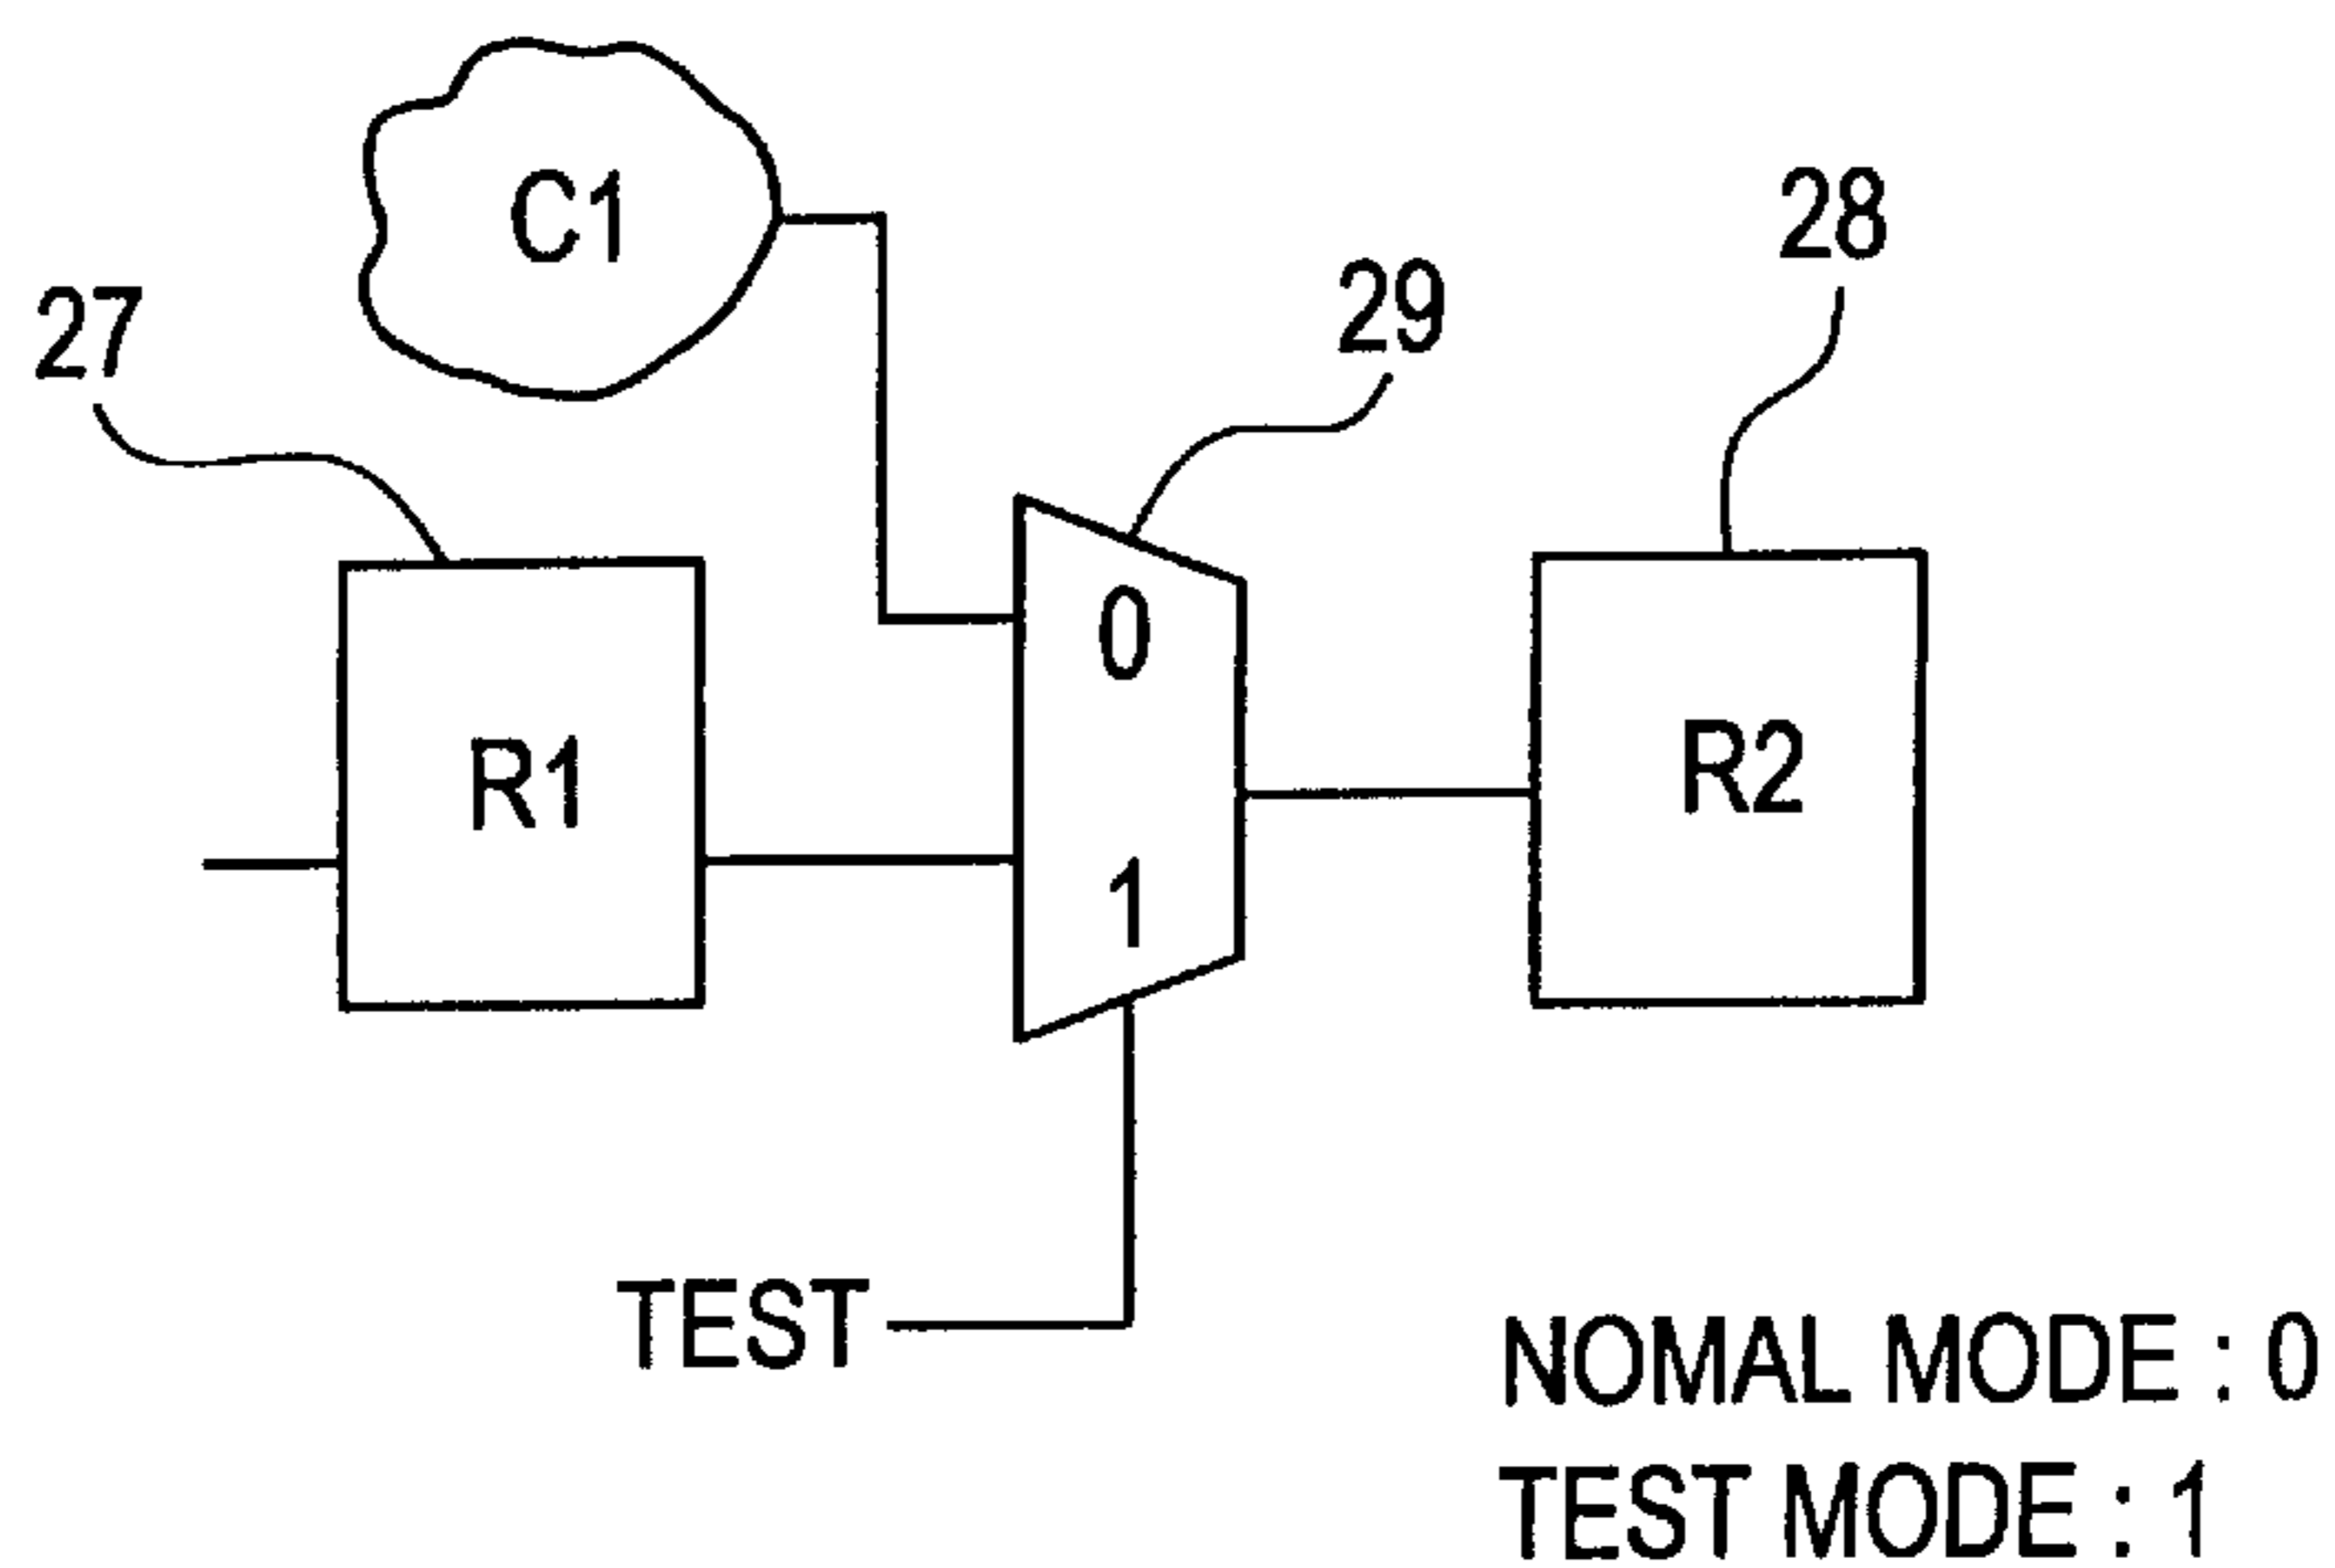 C1
28
29
27
0
R1
R2
1
TEST
NOMAL MODE : 0
TEST MODE : 1